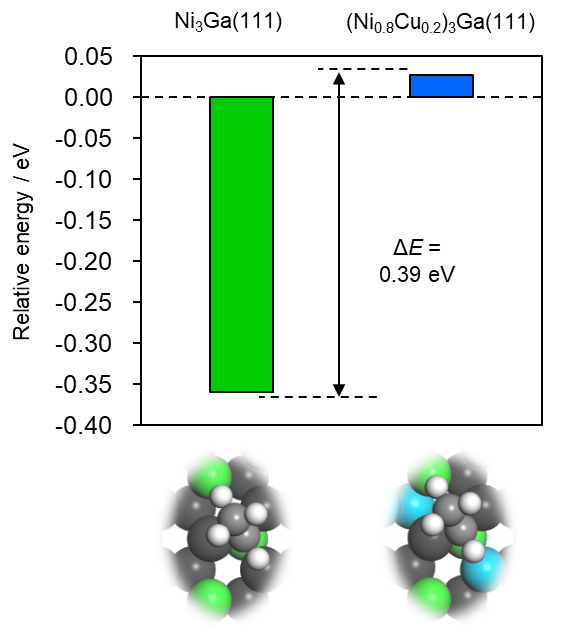 Ni₃Ga(111)
(Ni₀.₈Cu₀.₂)₃Ga(111)
0.05
0.00
-0.05
-0.10
-0.15
-0.20
-0.25
-0.30
-0.35
-0.40
Relative energy / eV
ΔE =
0.39 eV